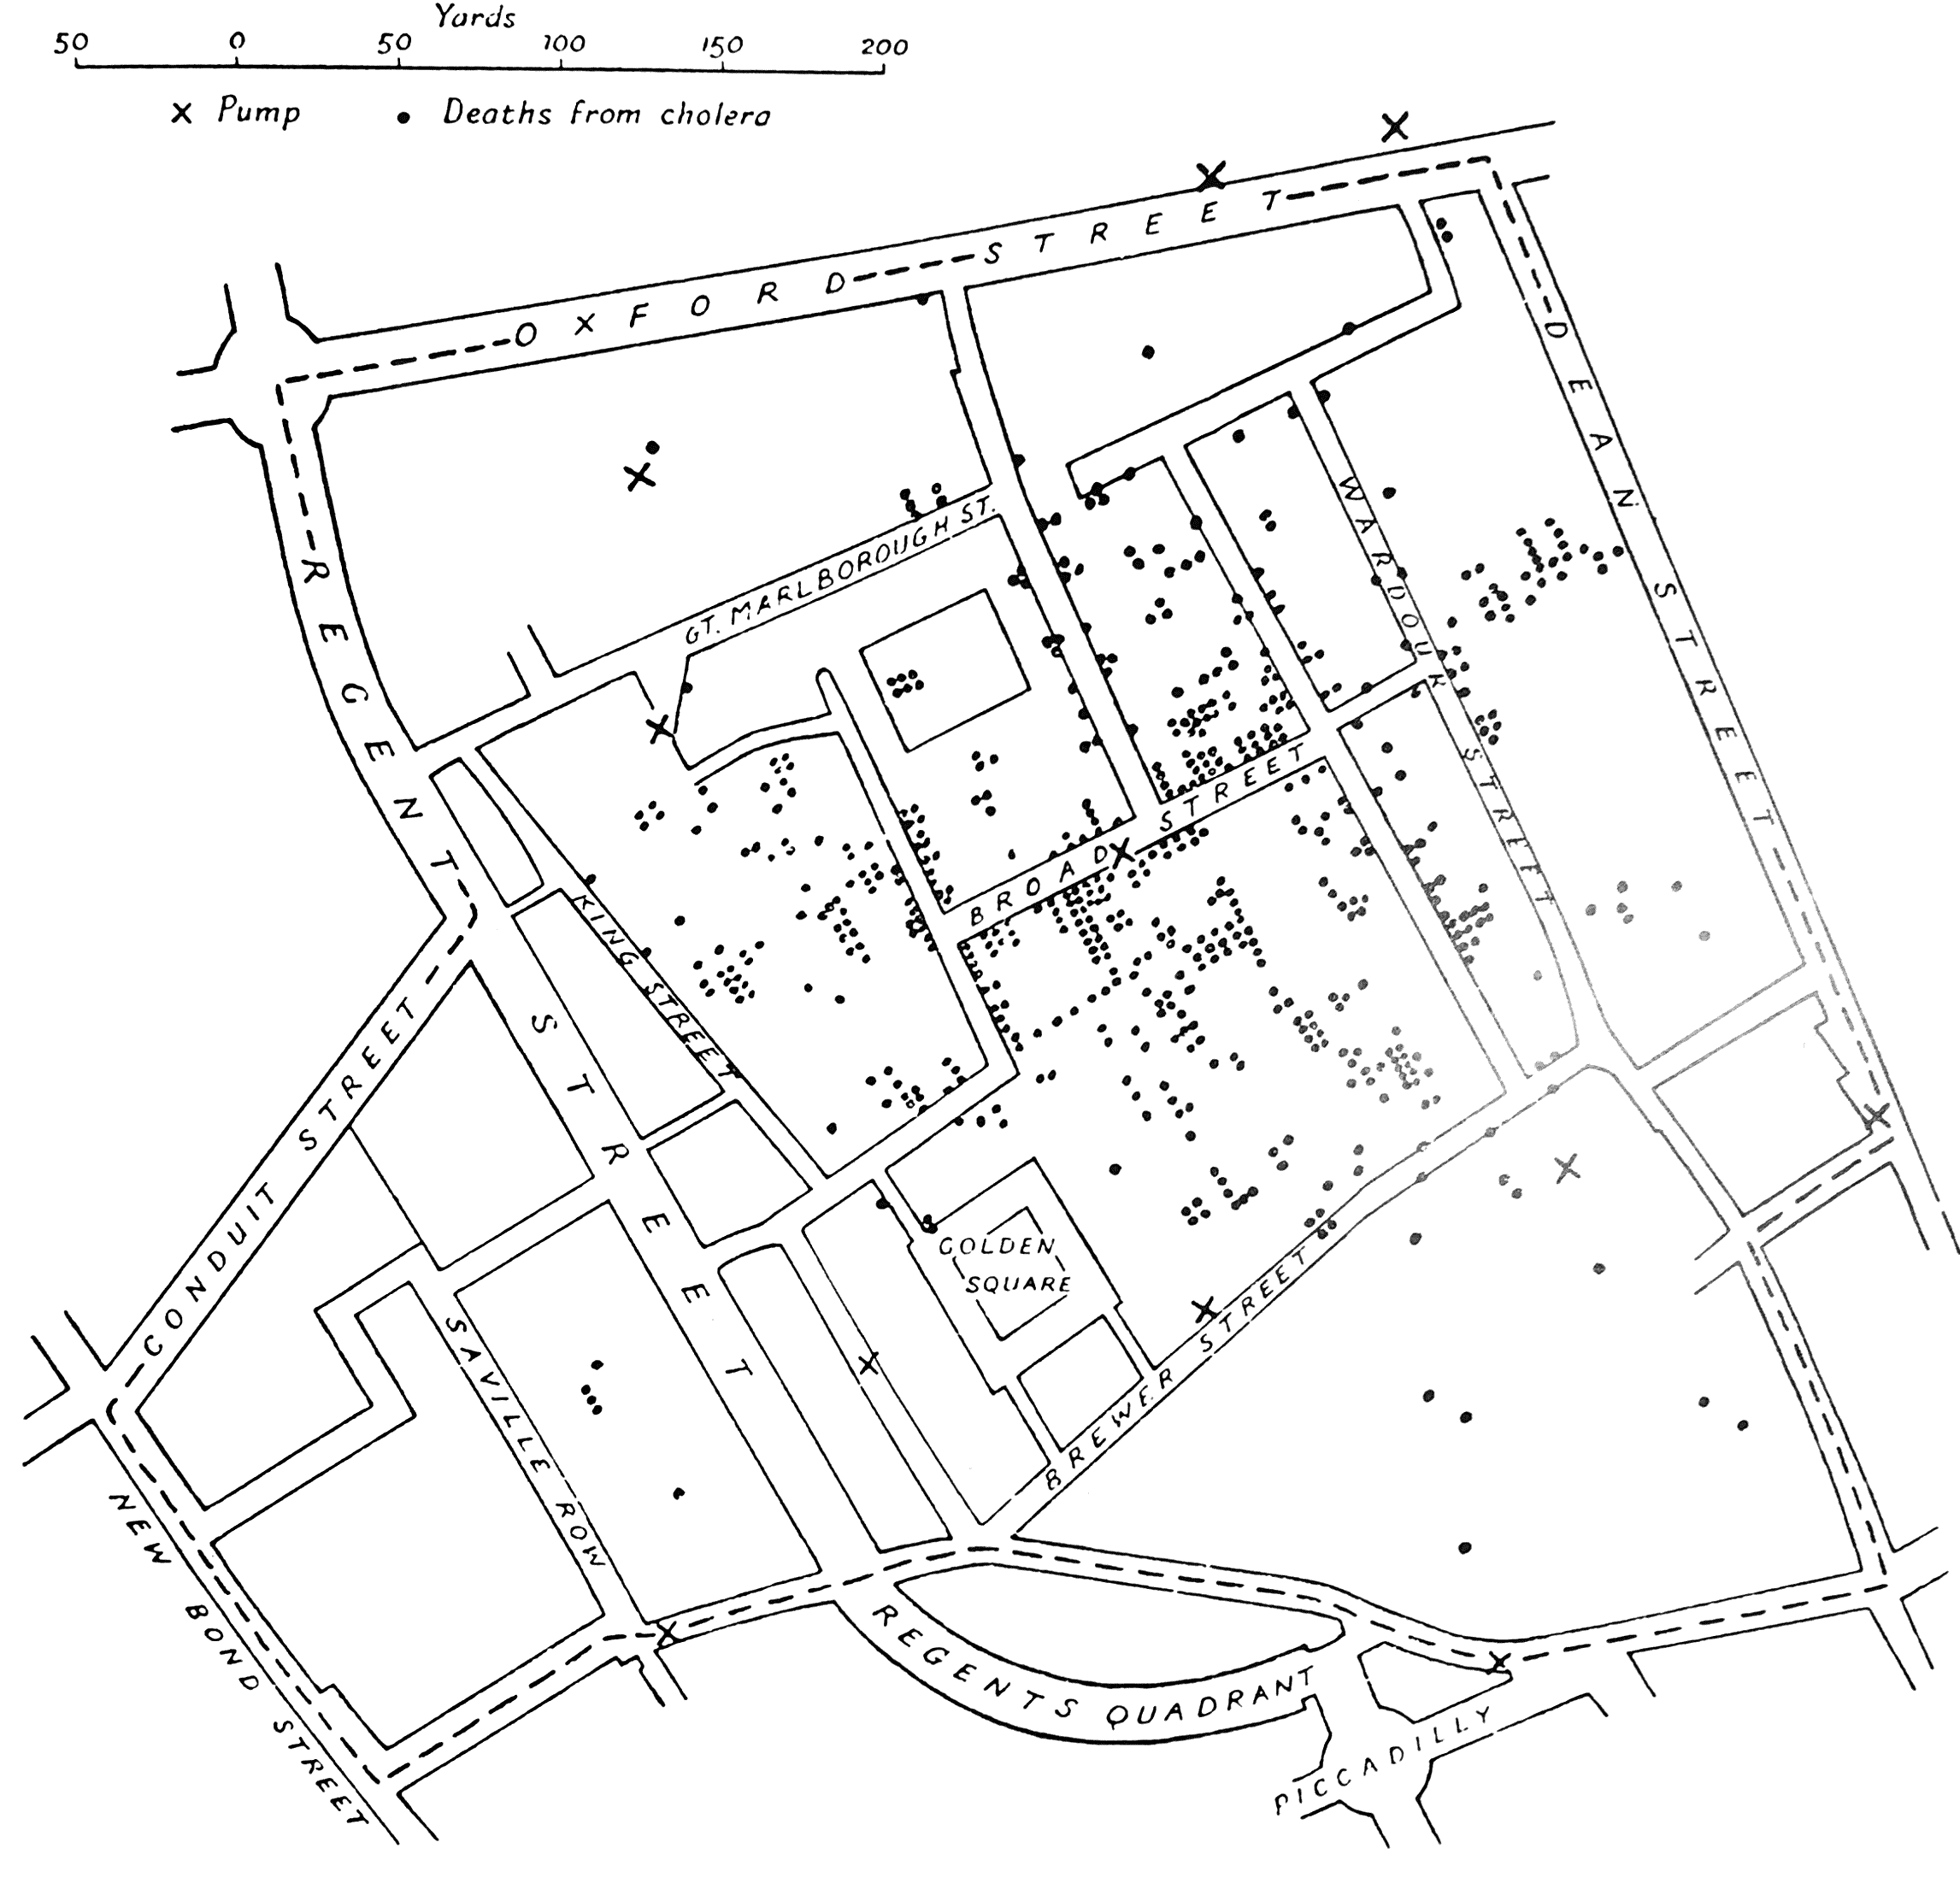 Yards
50 0 50 100 150 200
x Pump • Deaths from cholera
OXFORD STREET
DEAN STREET
WARDOUR STREET
GT. MARLBOROUGH ST.
REGENT STREET
BROAD STREET
KING STREET
CONDUIT STREET
GOLDEN
SQUARE
BREWER STREET
SAVILLE ROW
NEW BOND STREET
REGENTS QUADRANT
PICCADILLY